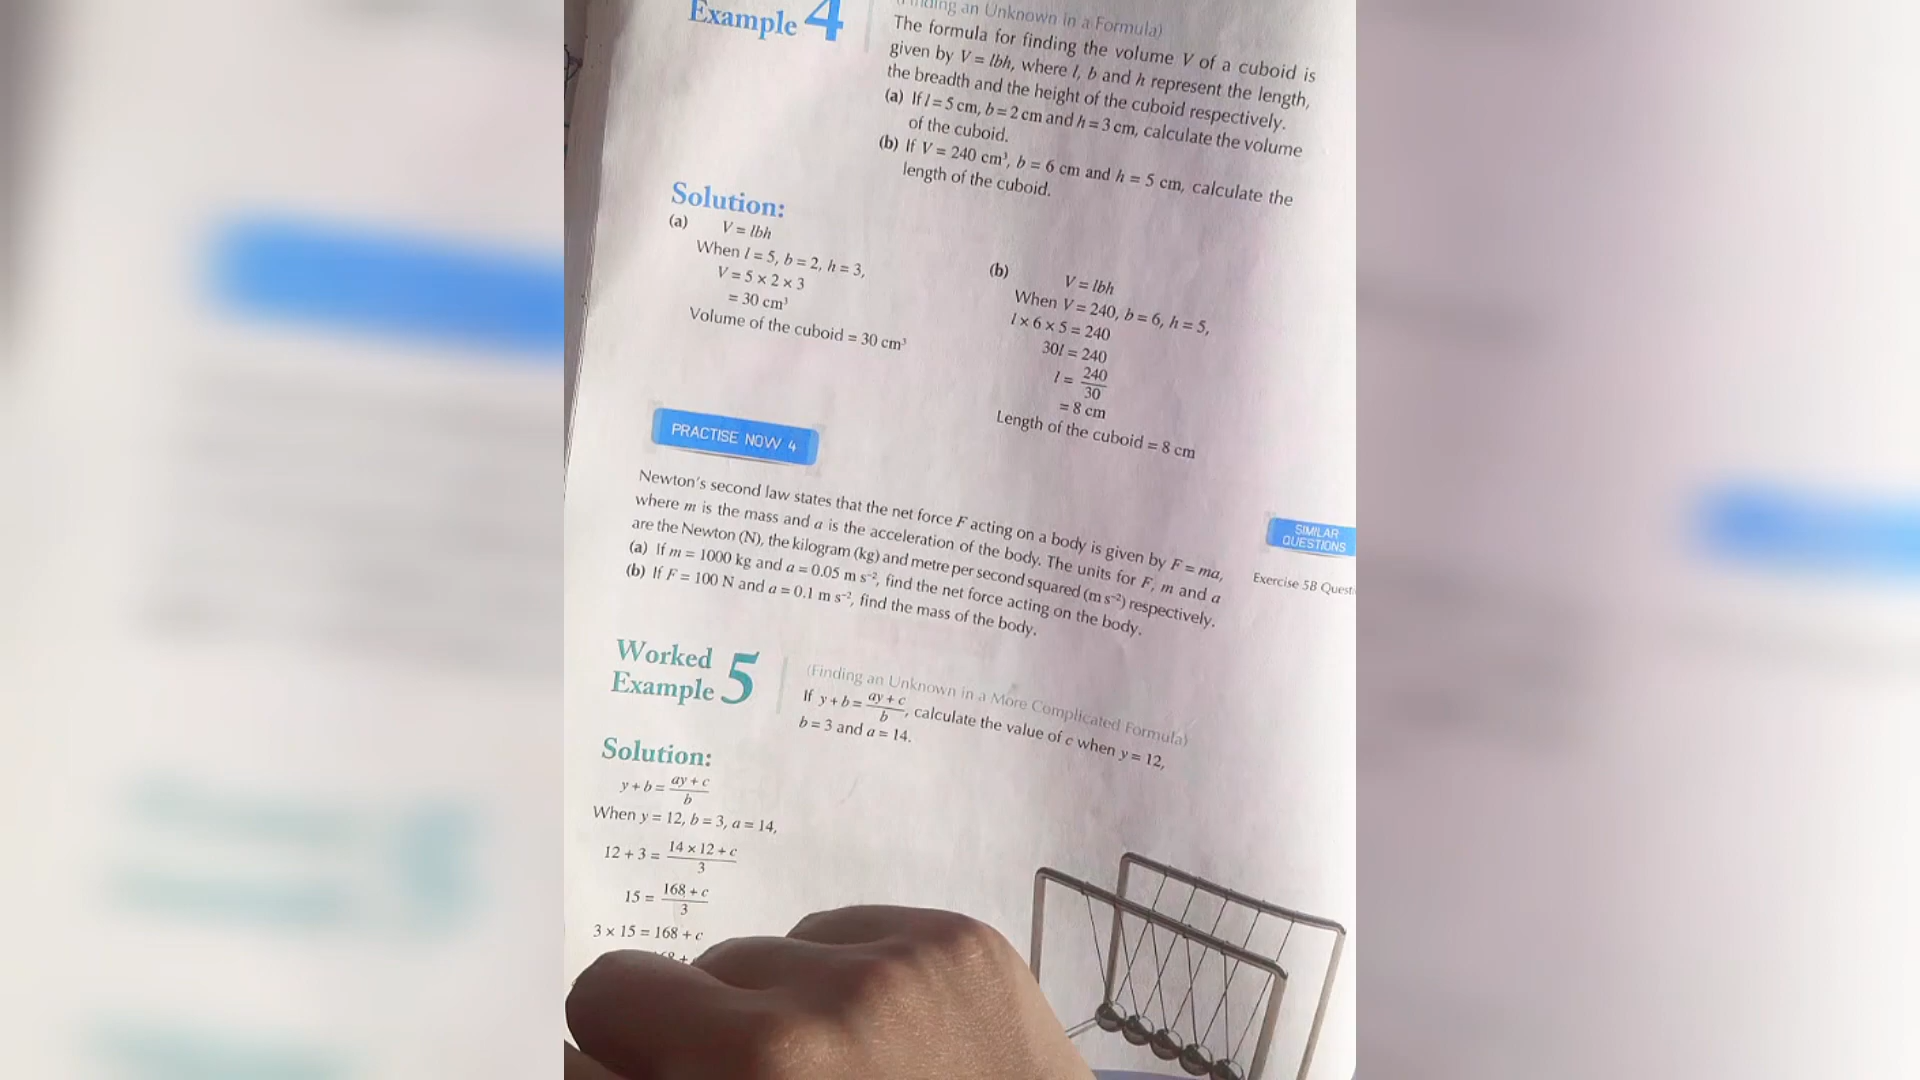 Example 4
(Finding an Unknown in a Formula)
The formula for finding the volume V of a cuboid is
given by V = lbh, where l, b and h represent the length,
the breadth and the height of the cuboid respectively.
(a) If l = 5 cm, b = 2 cm and h = 3 cm, calculate the volume
of the cuboid.
(b) If V = 240 cm³, b = 6 cm and h = 5 cm, calculate the
length of the cuboid.
Solution:
(a) V = lbh
When l = 5, b = 2, h = 3,
V = 5 × 2 × 3
= 30 cm³
Volume of the cuboid = 30 cm³
(b) V = lbh
When V = 240, b = 6, h = 5,
l × 6 × 5 = 240
30l = 240
l = 240/30
= 8 cm
Length of the cuboid = 8 cm
PRACTISE NOW 4
SIMILAR
QUESTIONS
Newton's second law states that the net force F acting on a body is given by F = ma,
where m is the mass and a is the acceleration of the body. The units for F, m and a
are the Newton (N), the kilogram (kg) and metre per second squared (m s⁻²) respectively.
(a) If m = 1000 kg and a = 0.05 m s⁻², find the net force acting on the body.
(b) If F = 100 N and a = 0.1 m s⁻², find the mass of the body.
Exercise 5B
Worked
Example 5
(Finding an Unknown in a More Complicated Formula)
If y + b = (ay + c)/b, calculate the value of c when y = 12,
b = 3 and a = 14.
Solution:
y + b = (ay + c)/b
When y = 12, b = 3, a = 14,
12 + 3 = (14 × 12 + c)/3
15 = (168 + c)/3
3 × 15 = 168 + c